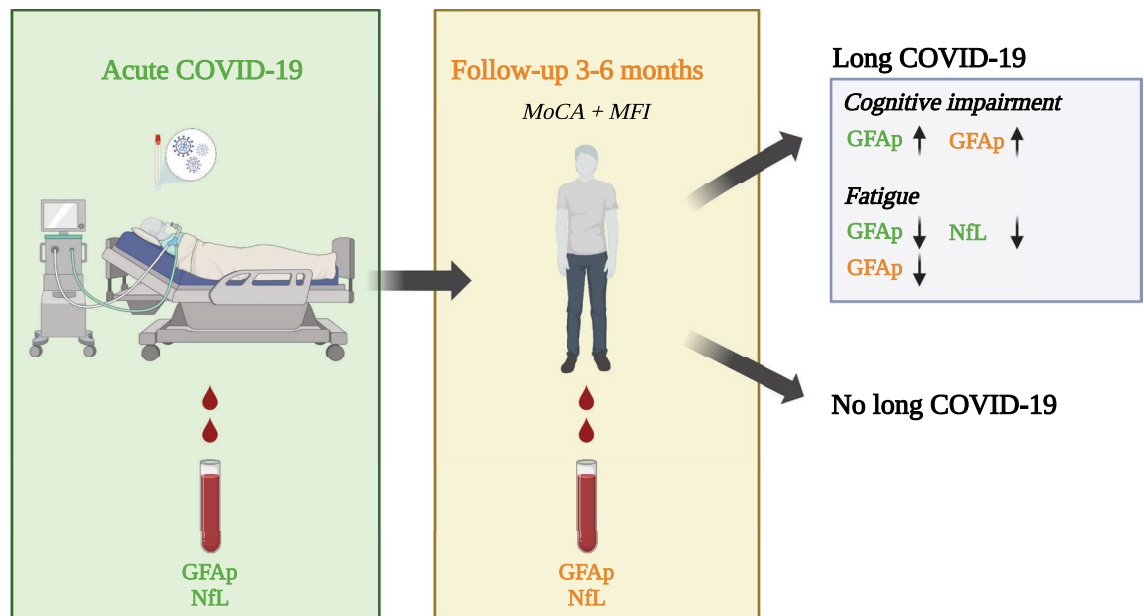 Acute COVID-19
GFAp
NfL
Follow-up 3-6 months
MoCA + MFI
GFAp
NfL
Long COVID-19
Cognitive impairment
GFAp GFAp
Fatigue
GFAp NfL
GFAp
No long COVID-19